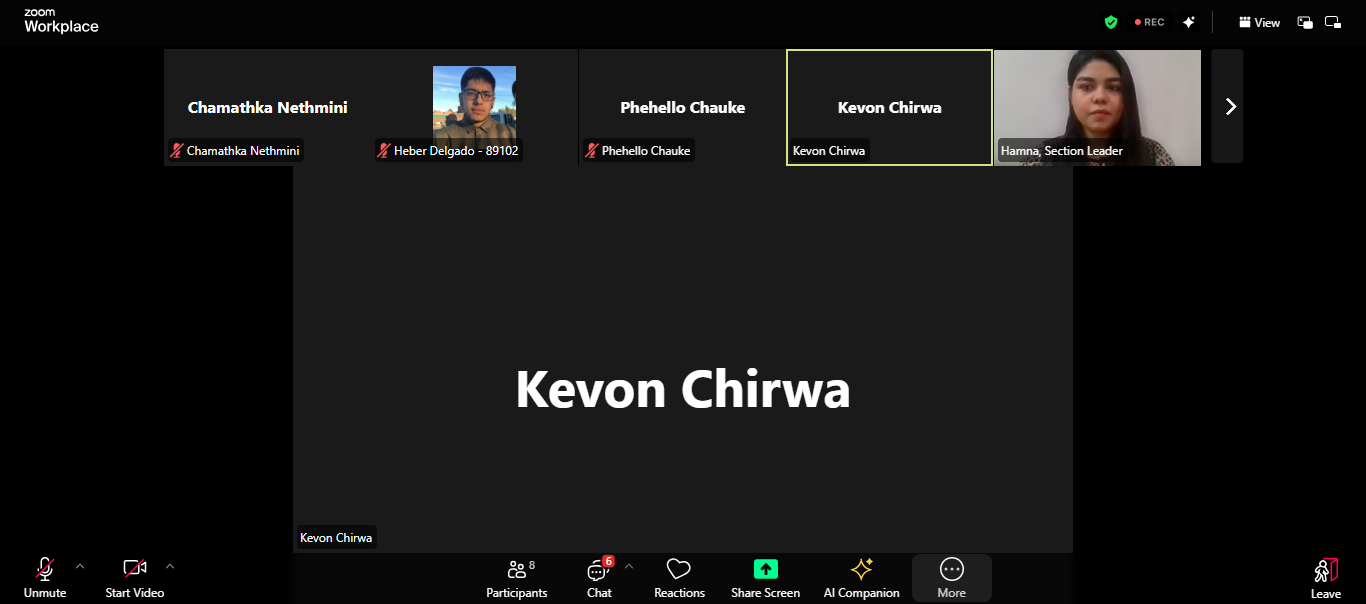 zoom
Workplace
REC
View
Chamathka Nethmini
Phehello Chauke
Kevon Chirwa
Chamathka Nethmini
Heber Delgado - 89102
Phehello Chauke
Kevon Chirwa
Hamna, Section Leader
Kevon Chirwa
Kevon Chirwa
8
6
Unmute
Start Video
Participants
Chat
Reactions
Share Screen
AI Companion
More
Leave